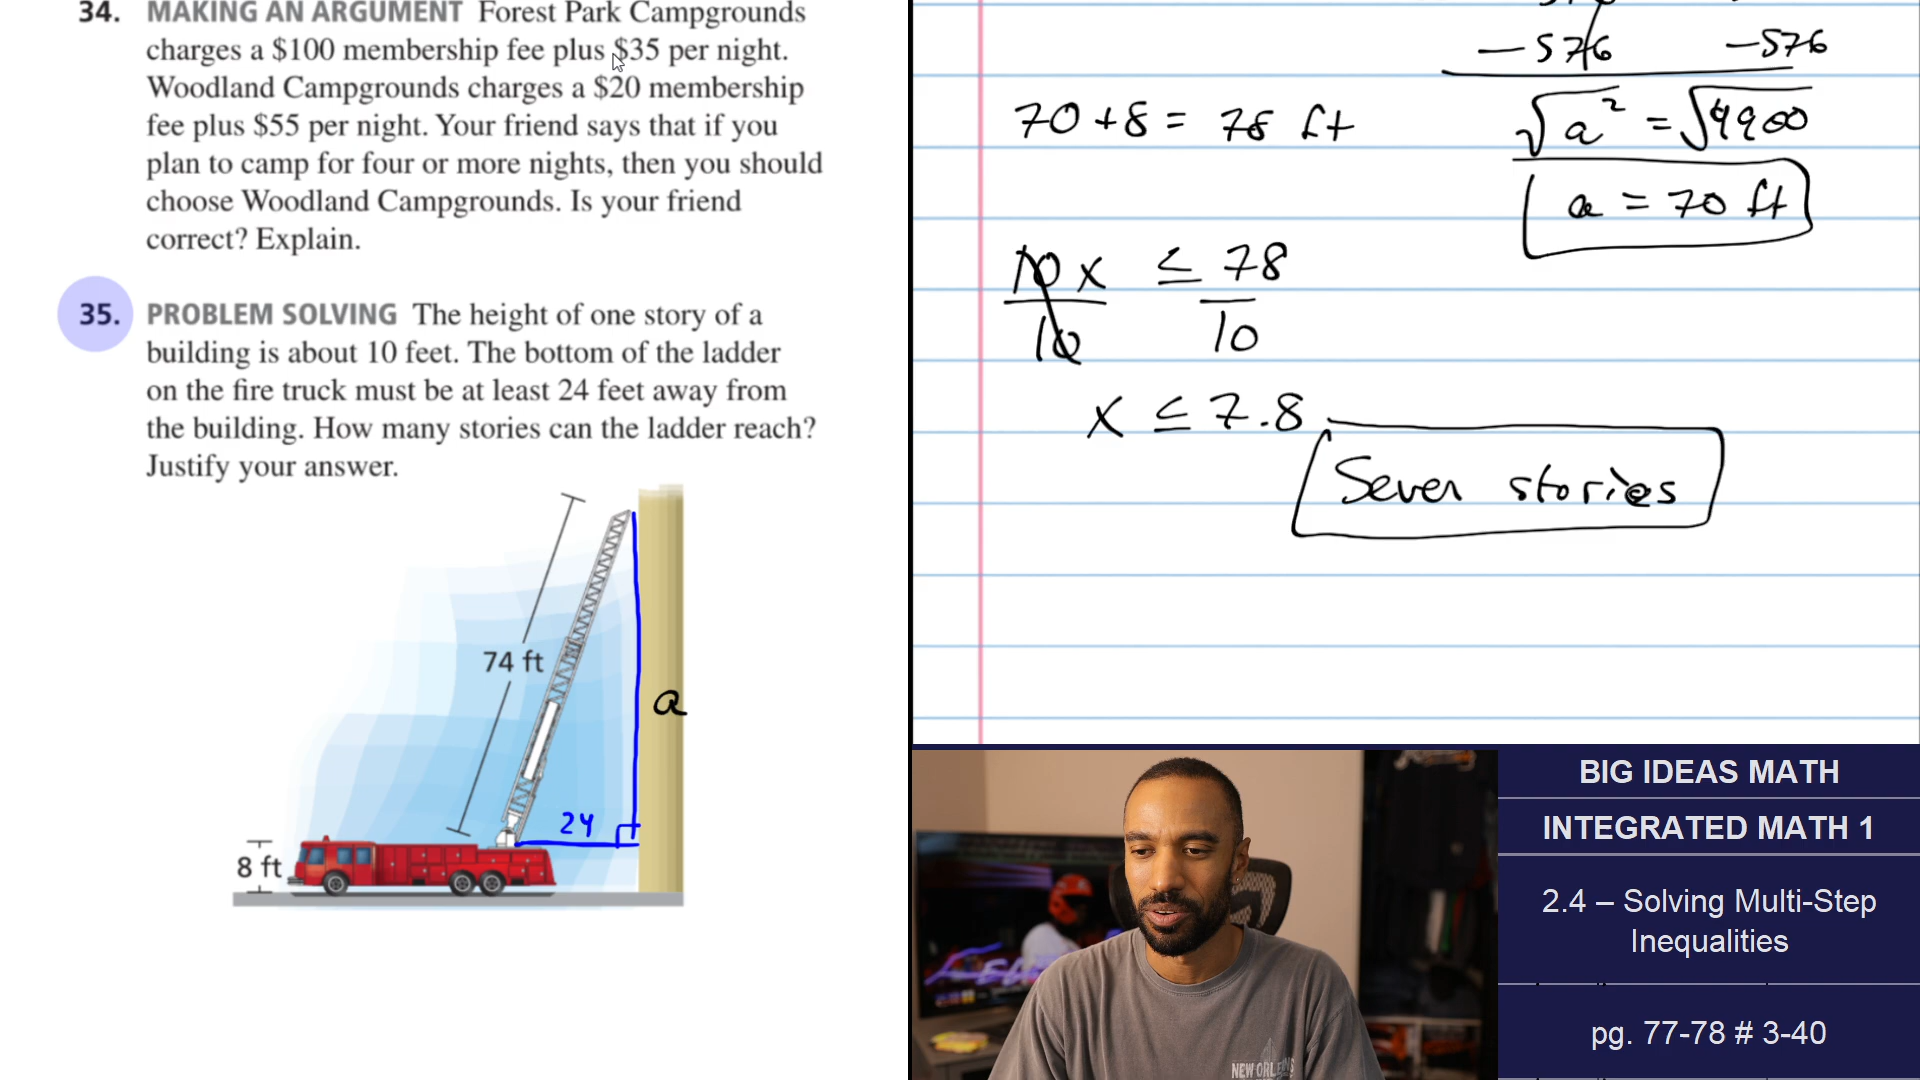 34. MAKING AN ARGUMENT Forest Park Campgrounds
charges a $100 membership fee plus $35 per night.
Woodland Campgrounds charges a $20 membership
fee plus $55 per night. Your friend says that if you
plan to camp for four or more nights, then you should
choose Woodland Campgrounds. Is your friend
correct? Explain.
35. PROBLEM SOLVING The height of one story of a
building is about 10 feet. The bottom of the ladder
on the fire truck must be at least 24 feet away from
the building. How many stories can the ladder reach?
Justify your answer.
74 ft
a
24
8 ft
-576 -576
70 + 8 = 78 ft
√a² = √4900
a = 70 ft
10x ≤ 78
10 10
x ≤ 7.8
Seven stories
NEW ORLEANS
BIG IDEAS MATH
INTEGRATED MATH 1
2.4 – Solving Multi-Step
Inequalities
pg. 77-78 # 3-40